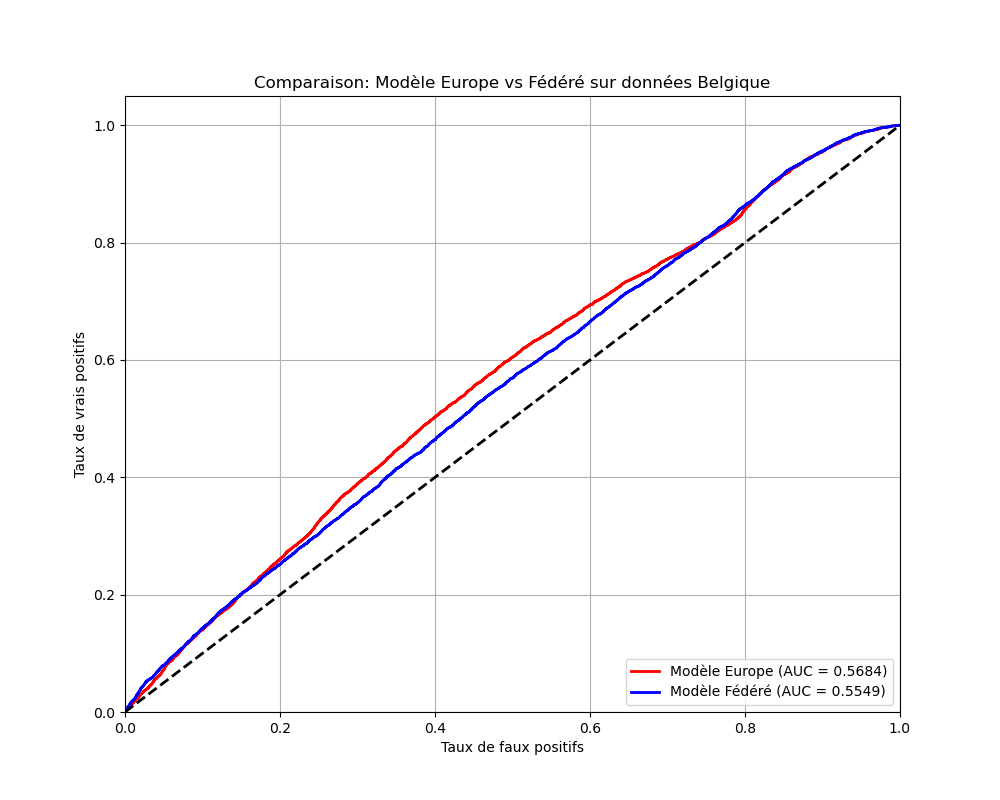 Comparaison: Modèle Europe vs Fédéré sur données Belgique
Taux de vrais positifs
1.0
0.8
0.6
0.4
0.2
0.0
0.0 0.2 0.4 0.6 0.8 1.0
Taux de faux positifs
Modèle Europe (AUC = 0.5684)
Modèle Fédéré (AUC = 0.5549)